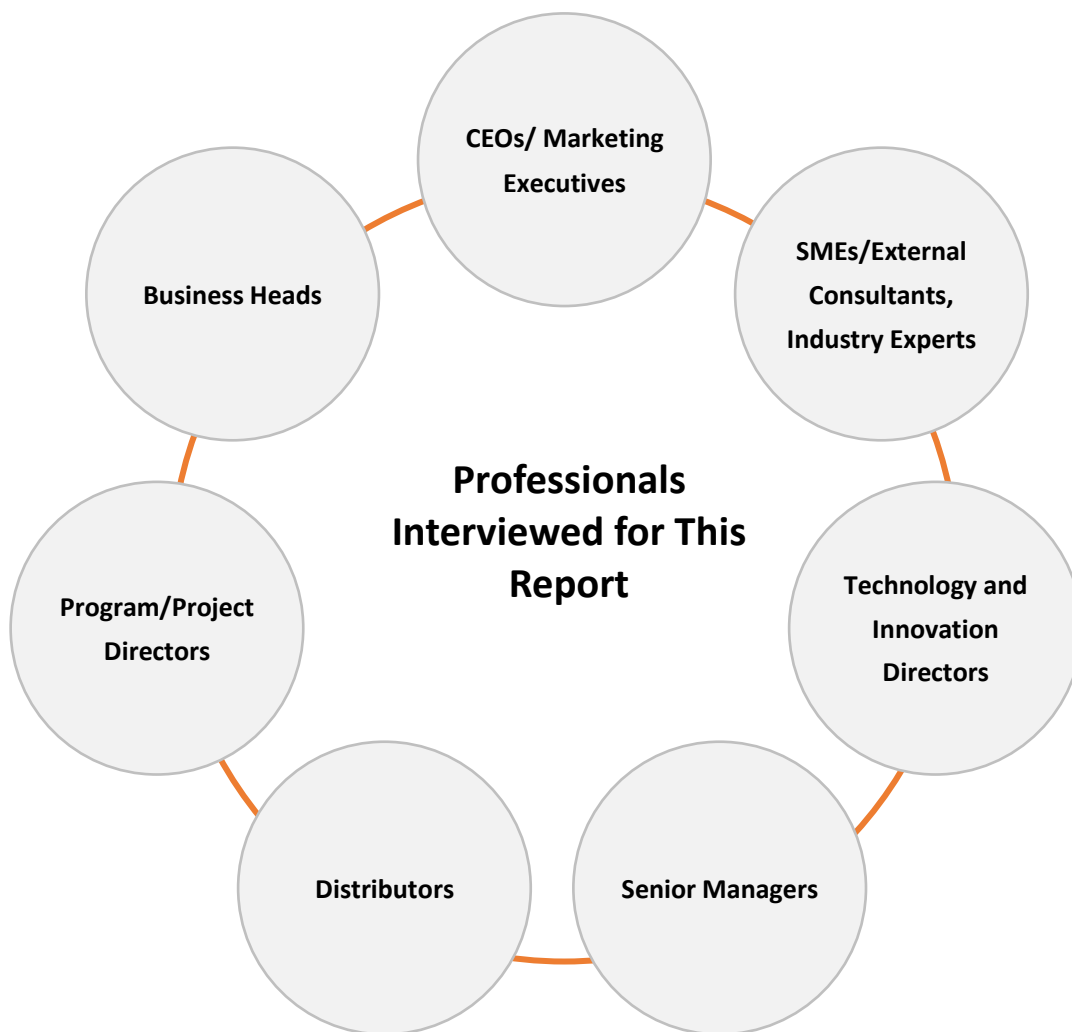 CEOs/ Marketing
Executives
SMEs/External
Consultants,
Industry Experts
Business Heads
Professionals
Interviewed for This
Report
Technology and
Innovation
Directors
Program/Project
Directors
Distributors
Senior Managers